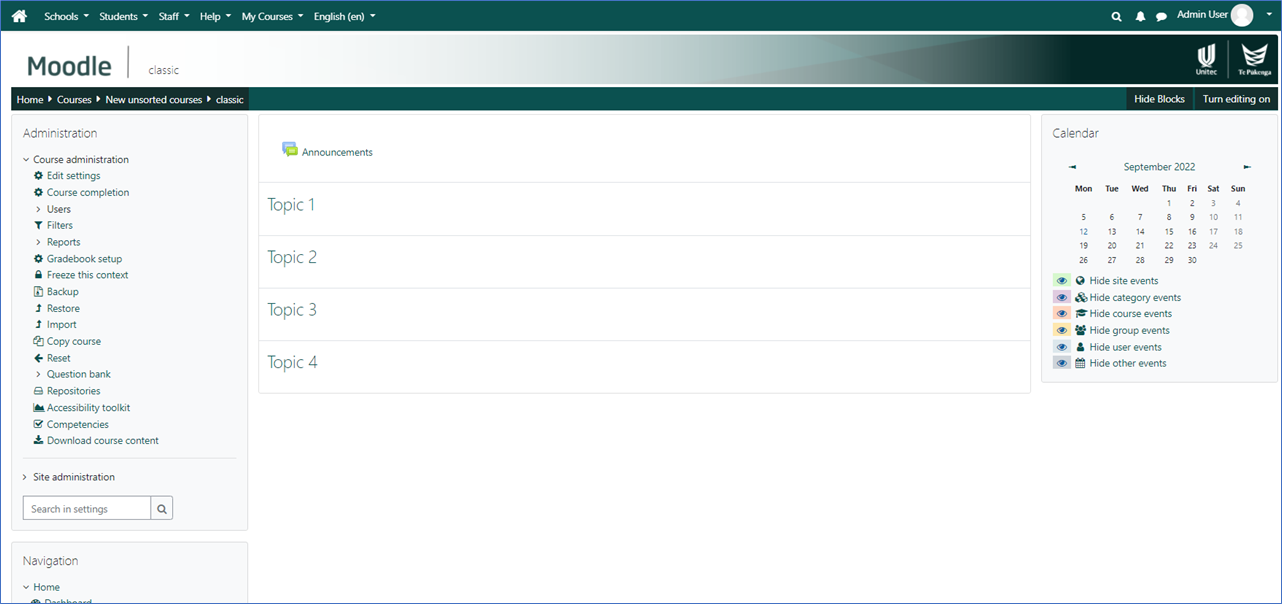 Schools Students Staff Help My Courses English (en) Admin User
Moodle classic Unitec Te Pūkenga
Home Courses New unsorted courses classic Hide Blocks Turn editing on
Administration
Course administration
Edit settings
Course completion
Users
Filters
Reports
Gradebook setup
Freeze this context
Backup
Restore
Import
Copy course
Reset
Question bank
Repositories
Accessibility toolkit
Competencies
Download course content
Site administration
Search in settings
Navigation
Home
Dashboard
Announcements
Topic 1
Topic 2
Topic 3
Topic 4
Calendar
September 2022
Mon Tue Wed Thu Fri Sat Sun
1 2 3 4
5 6 7 8 9 10 11
12 13 14 15 16 17 18
19 20 21 22 23 24 25
26 27 28 29 30
Hide site events
Hide category events
Hide course events
Hide group events
Hide user events
Hide other events